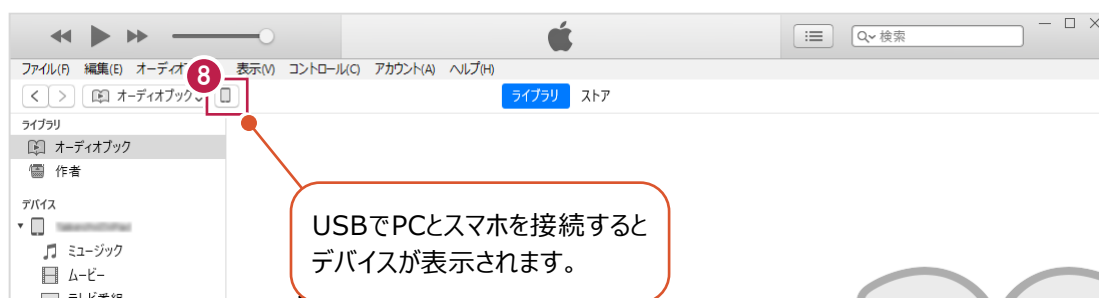 検索
ファイル(F) 編集(E) オーディオ 表示(V) コントロール(C) アカウント(A) ヘルプ(H)
8
オーディオブック
ライブラリ ストア
ライブラリ
オーディオブック
作者
デバイス
ミュージック
ムービー
テレビ番組
USBでPCとスマホを接続すると
デバイスが表示されます。